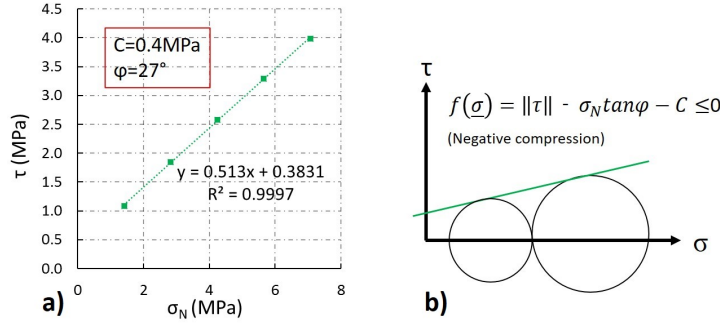 C=0.4MPa
φ=27°
4.5
4.0
3.5
3.0
2.5
2.0
1.5
1.0
0.5
0.0
τ (MPa)
y = 0.513x + 0.3831
R² = 0.9997
0 2 4 6 8
σN (MPa)
a)
τ
f(σ) = ‖τ‖ - σN tanφ − C ≤0
(Negative compression)
σ
b)